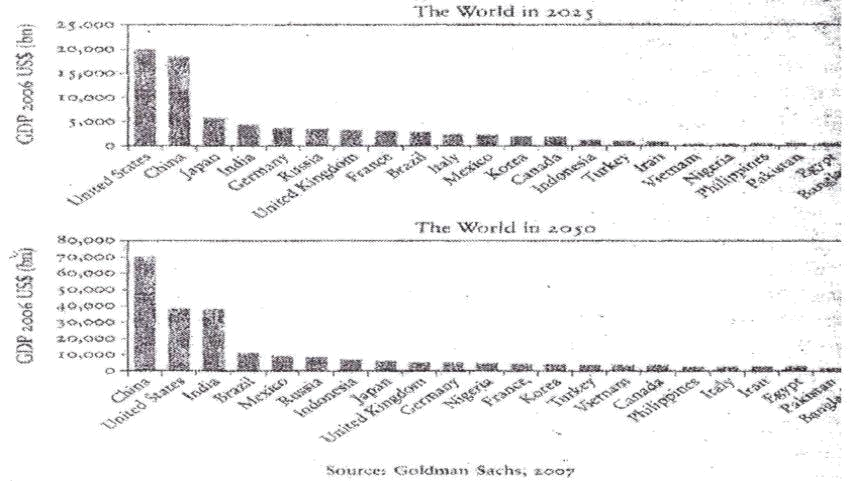 The World in 2025
GDP 2006 US$ (bn)
25,000
20,000
15,000
10,000
5,000
0
United States
China
Japan
India
Germany
Russia
United Kingdom
France
Brazil
Italy
Mexico
Korea
Canada
Indonesia
Turkey
Iran
Vietnam
Nigeria
Philippines
Pakistan
Egypt
The World in 2050
GDP 2006 US$ (bn)
80,000
70,000
60,000
50,000
40,000
30,000
20,000
10,000
0
China
United States
India
Brazil
Mexico
Russia
Indonesia
Japan
United Kingdom
Germany
Nigeria
France
Korea
Turkey
Vietnam
Canada
Philippines
Italy
Iran
Egypt
Pakistan
Source: Goldman Sachs, 2007